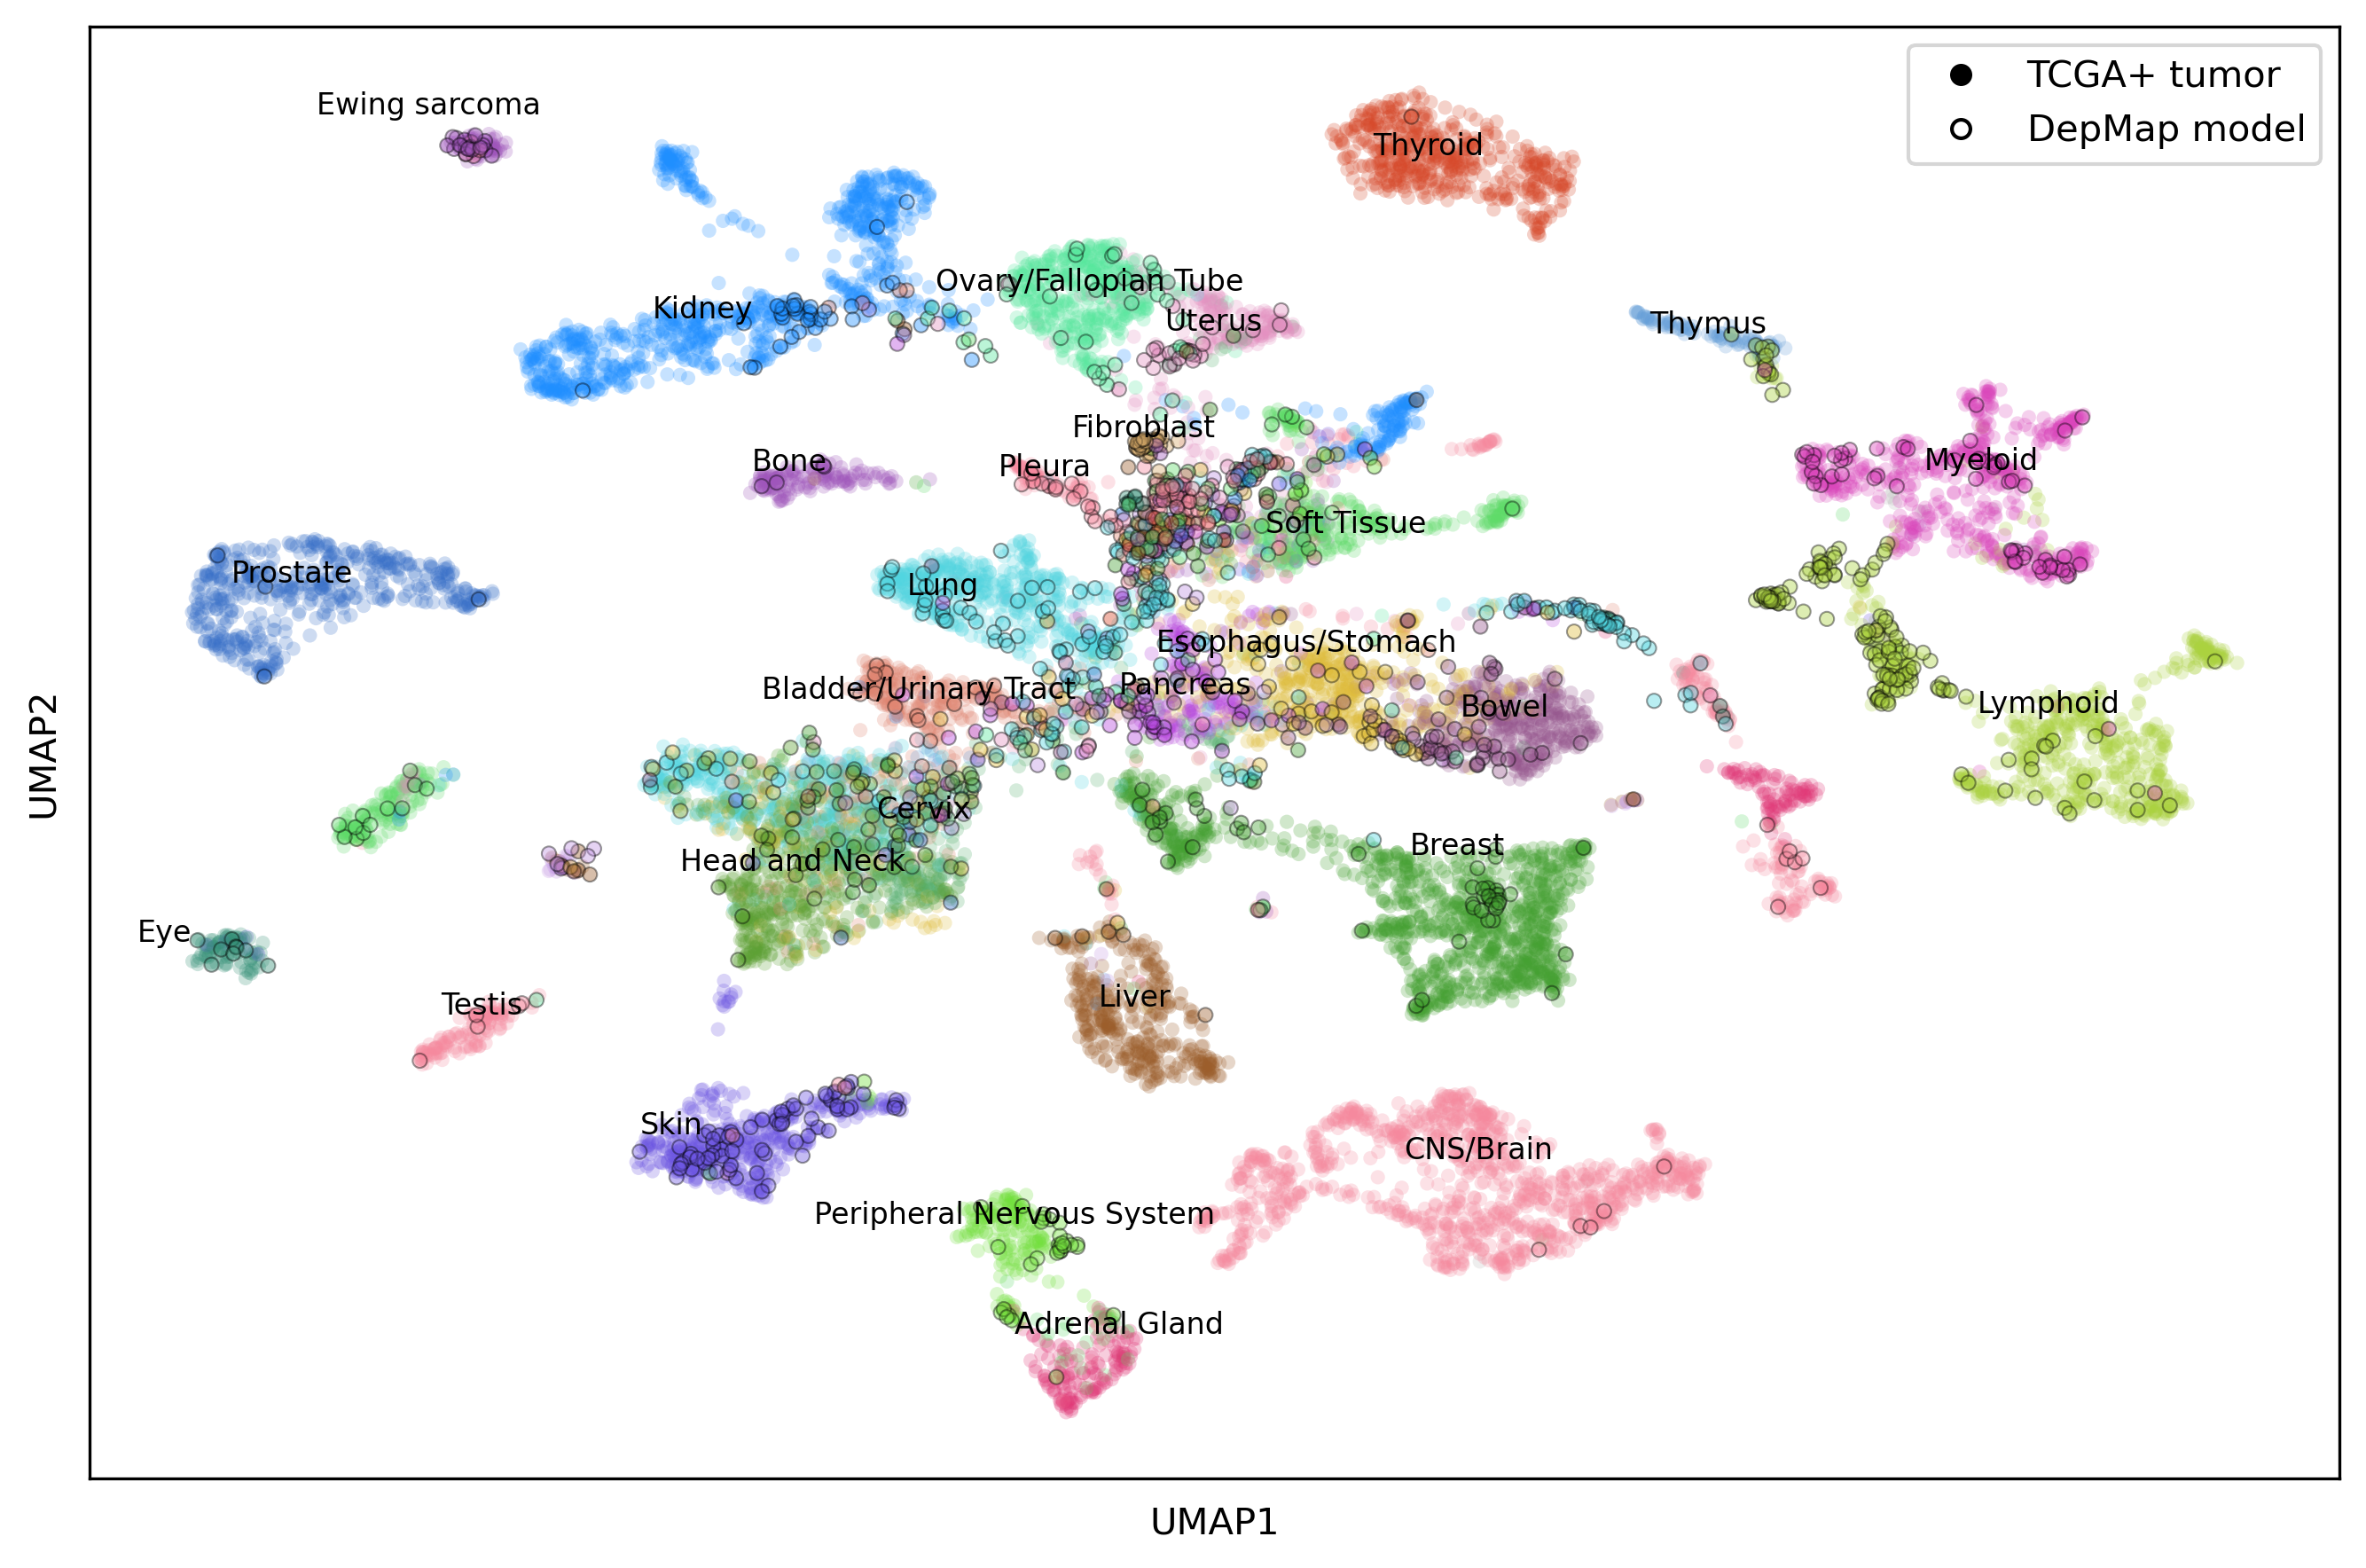 TCGA+ tumor
DepMap model
Ewing sarcoma
Thyroid
Ovary/Fallopian Tube
Kidney
Uterus
Thymus
Fibroblast
Bone
Pleura
Myeloid
Soft Tissue
Prostate
Lung
Esophagus/Stomach
Bladder/Urinary Tract
Pancreas
Bowel
Lymphoid
Cervix
Head and Neck
Breast
Eye
Testis
Liver
Skin
CNS/Brain
Peripheral Nervous System
Adrenal Gland
UMAP2
UMAP1